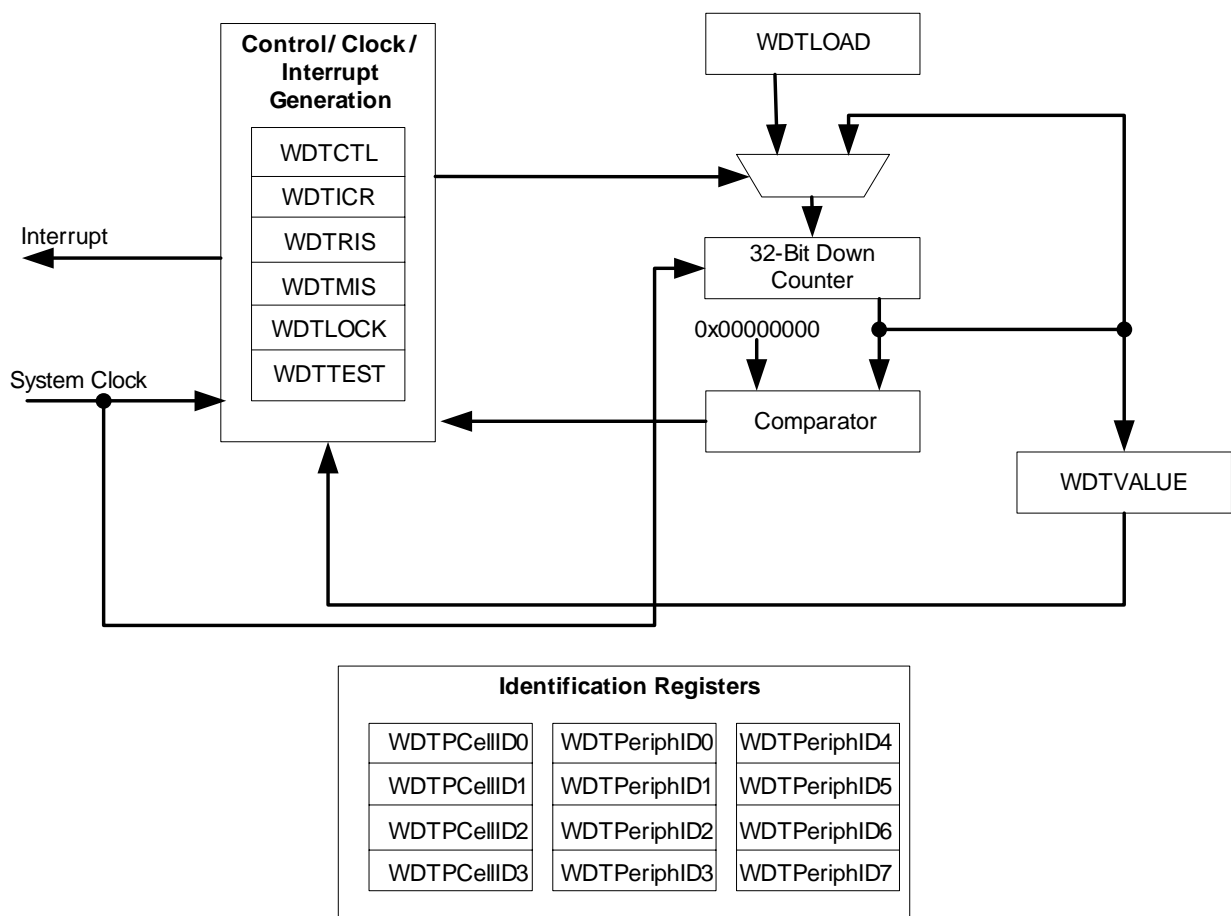 Control/ Clock /
Interrupt
Generation
WDTCTL
WDTICR
WDTRIS
WDTMIS
WDTLOCK
WDTTEST
Interrupt
System Clock
WDTLOAD
32-Bit Down
Counter
0x00000000
Comparator
WDTVALUE
Identification Registers
WDTPCellID0
WDTPeriphID0
WDTPeriphID4
WDTPCellID1
WDTPeriphID1
WDTPeriphID5
WDTPCellID2
WDTPeriphID2
WDTPeriphID6
WDTPCellID3
WDTPeriphID3
WDTPeriphID7